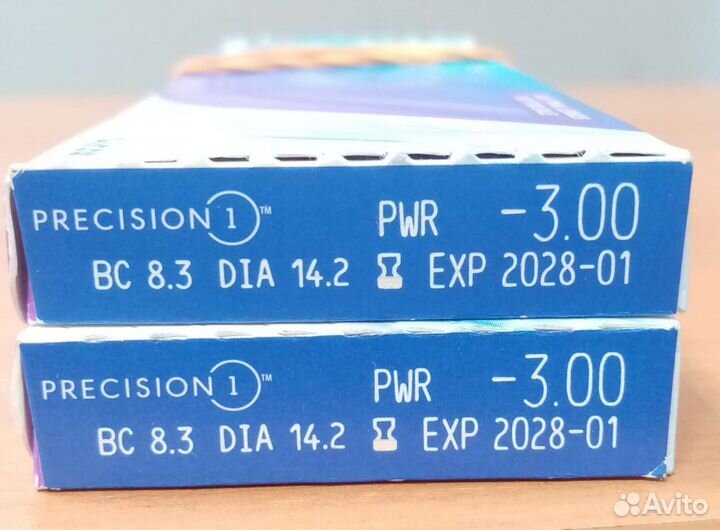 PRECISION 1™ PWR -3.00
BC 8.3 DIA 14.2 EXP 2028-01
PRECISION 1™ PWR -3.00
BC 8.3 DIA 14.2 EXP 2028-01
Avito